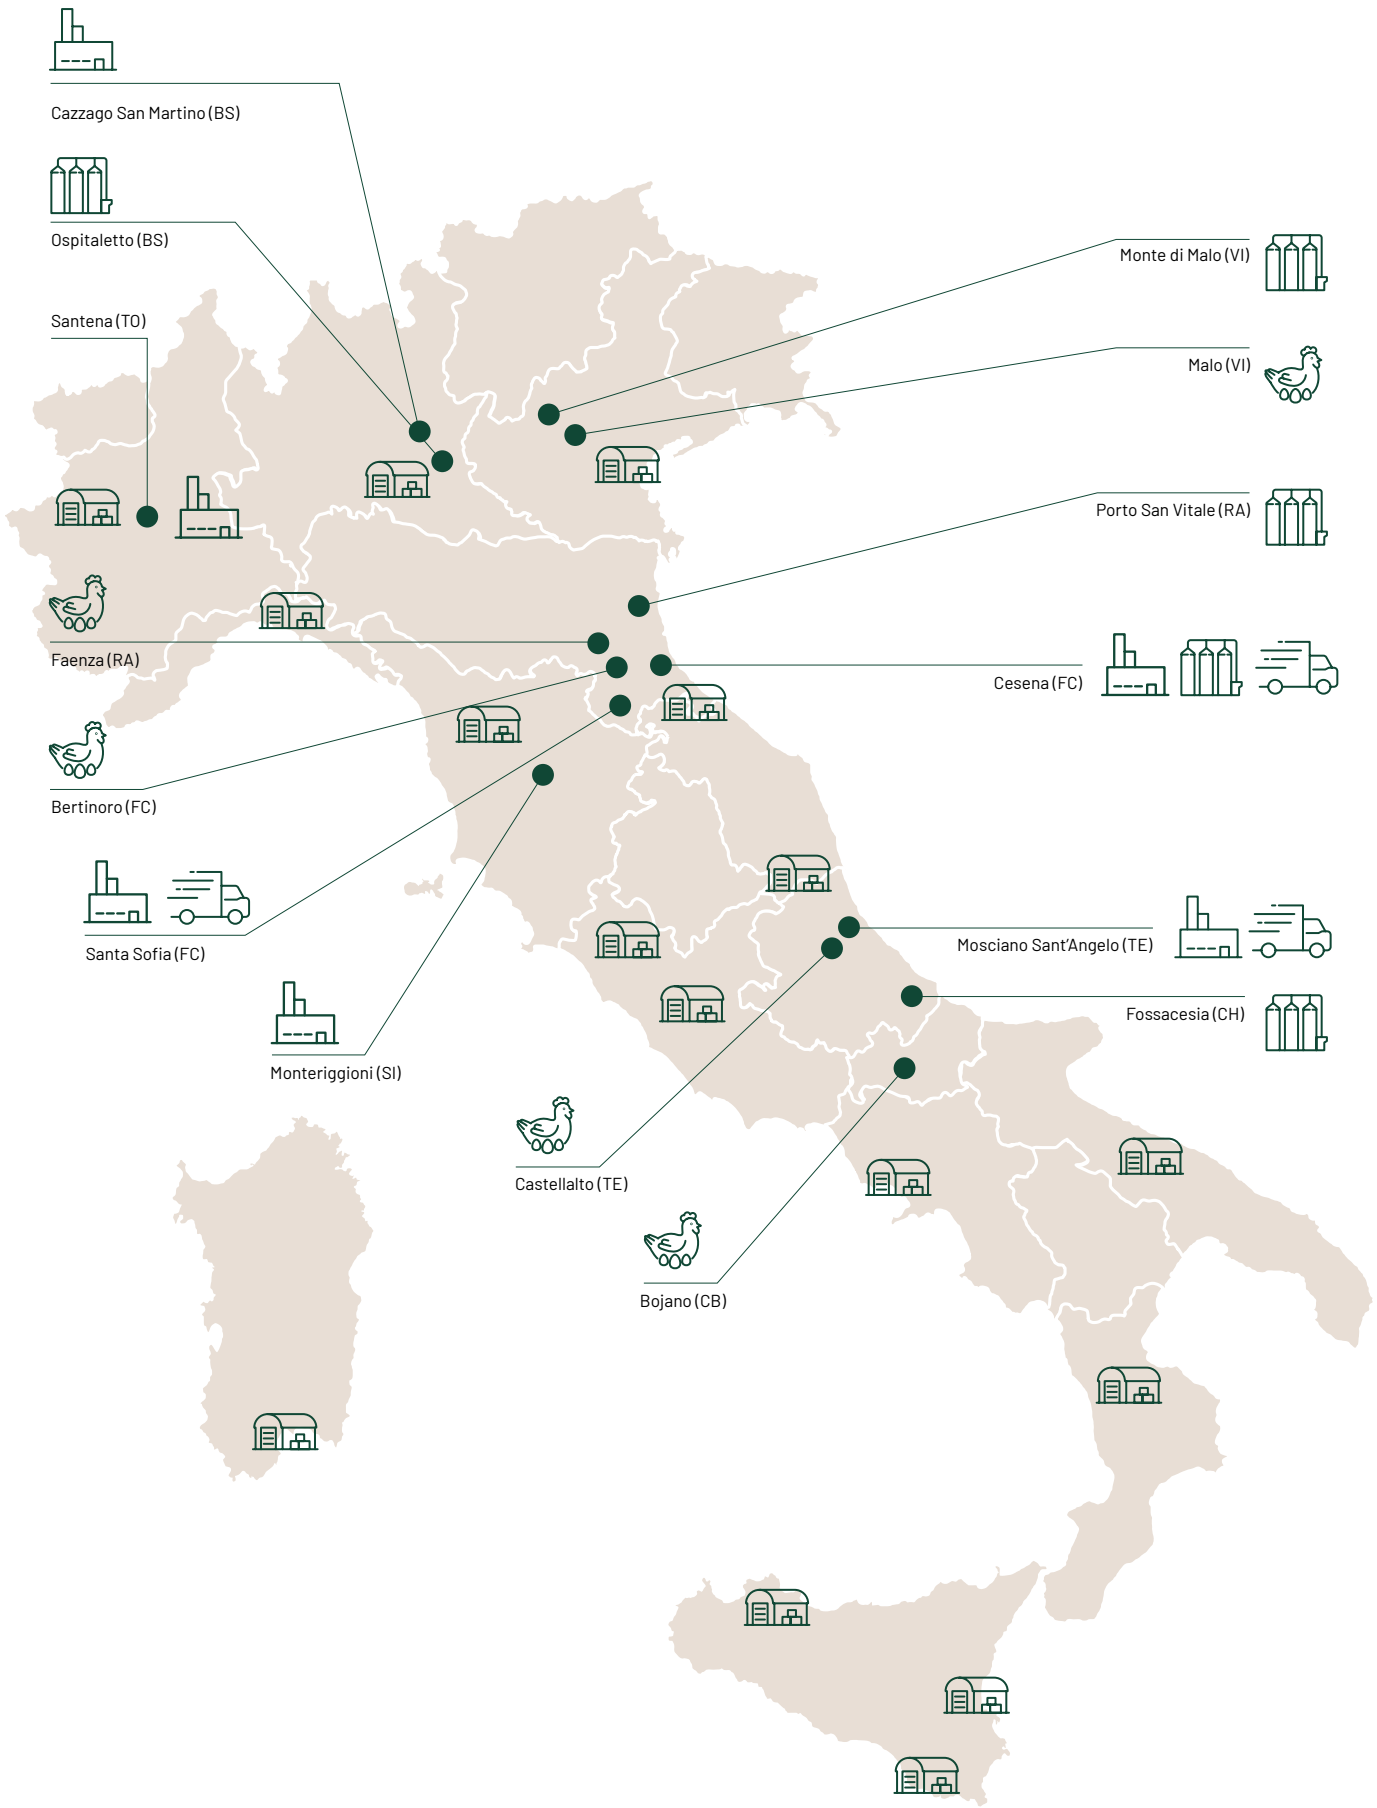 Cazzago San Martino (BS)
Ospitaletto (BS)
Santena (TO)
Monte di Malo (VI)
Malo (VI)
Porto San Vitale (RA)
Faenza (RA)
Cesena (FC)
Bertinoro (FC)
Santa Sofia (FC)
Mosciano Sant’Angelo (TE)
Fossacesia (CH)
Monteriggioni (SI)
Castellalto (TE)
Bojano (CB)